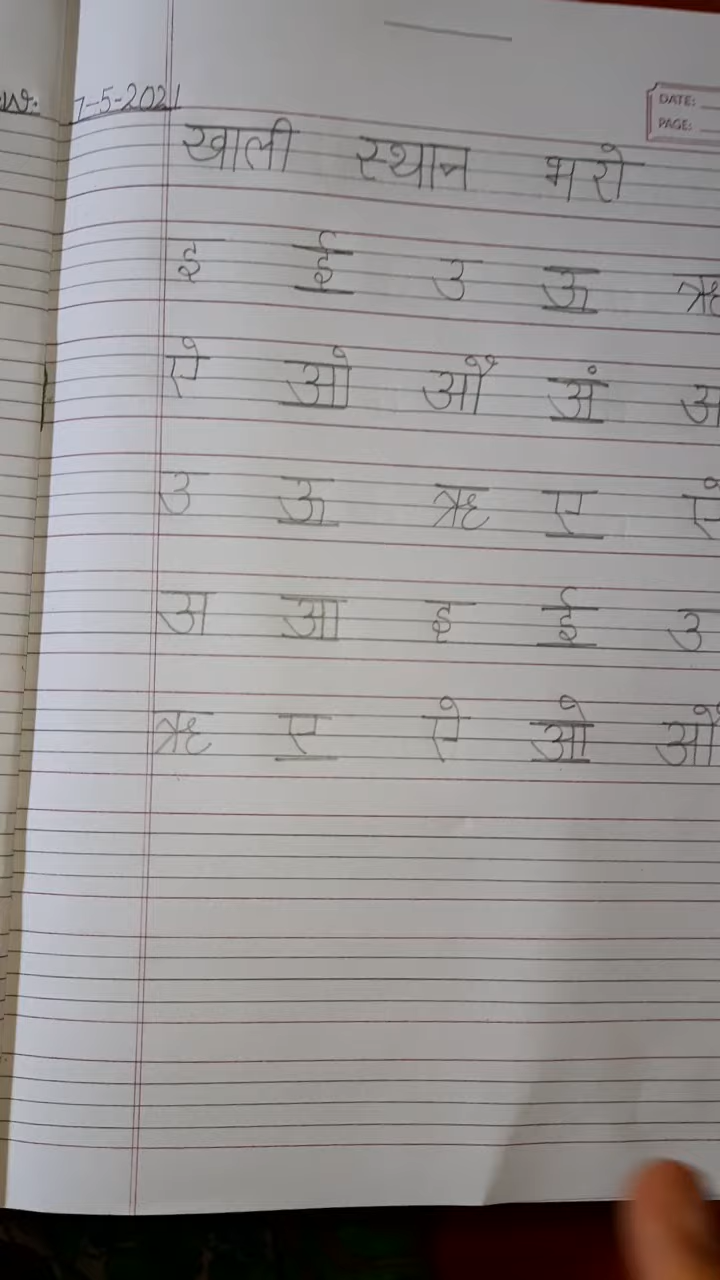 7-5-2021
DATE:
PAGE:
खाली स्थान भरो
इ ई उ ऊ ऋ
ऐ ओ औ अं अ
उ ऊ ऋ ए ऐ
अ आ इ ई उ
ऋ ए ऐ ओ औ